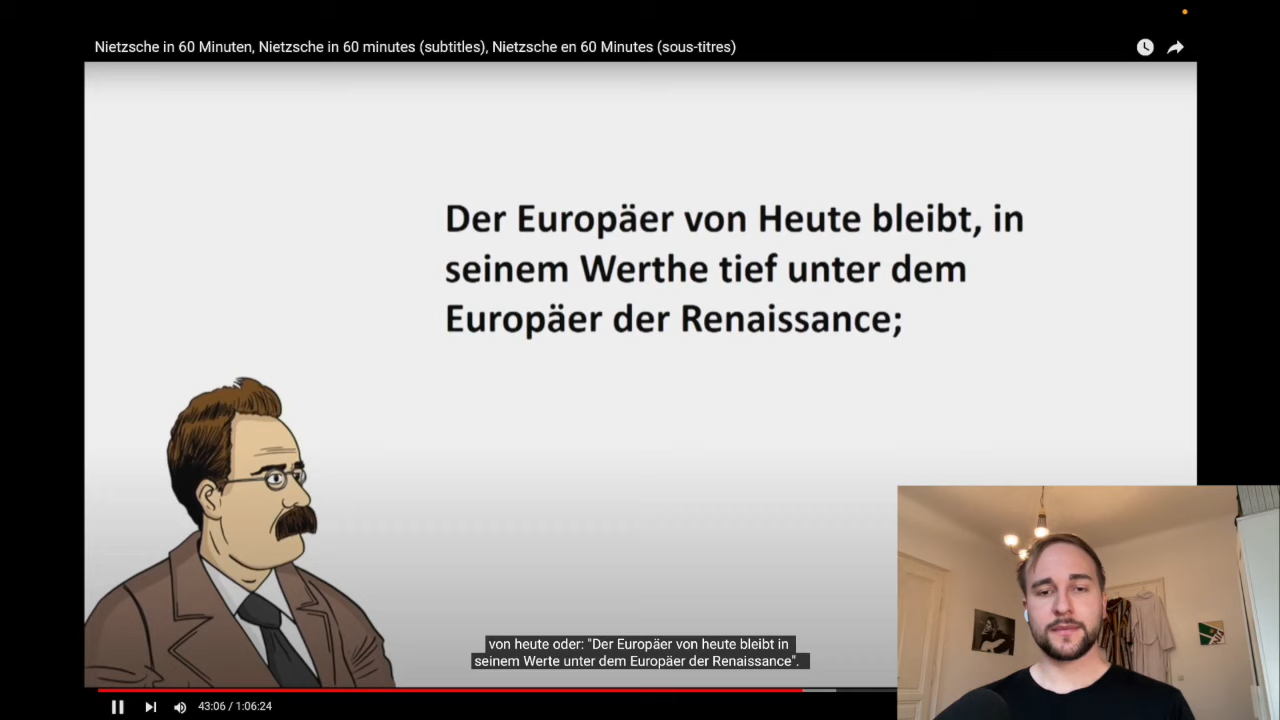 Nietzsche in 60 Minuten, Nietzsche in 60 minutes (subtitles), Nietzsche en 60 Minutes (sous-titres)
Der Europäer von Heute bleibt, in
seinem Werthe tief unter dem
Europäer der Renaissance;
von heute oder: "Der Europäer von heute bleibt in
seinem Werte unter dem Europäer der Renaissance".
43:06 / 1:06:24